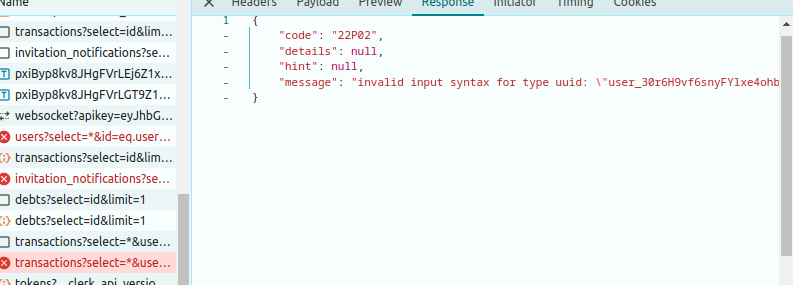 Name
Headers Payload Preview Response Initiator Timing Cookies
transactions?select=id&lim...
invitation_notifications?se...
pxiByp8kv8JHgFVrLEj6Z1x...
pxiByp8kv8JHgFVrLGT9Z1...
websocket?apikey=eyJhbG...
users?select=*&id=eq.user...
transactions?select=id&lim...
invitation_notifications?se...
debts?select=id&limit=1
debts?select=id&limit=1
transactions?select=*&use...
transactions?select=*&use...
tokens?__clerk_api_versio...
1 {
- "code": "22P02",
- "details": null,
- "hint": null,
- "message": "invalid input syntax for type uuid: \"user_30r6H9vf6snyFYlxe4ohb
- }